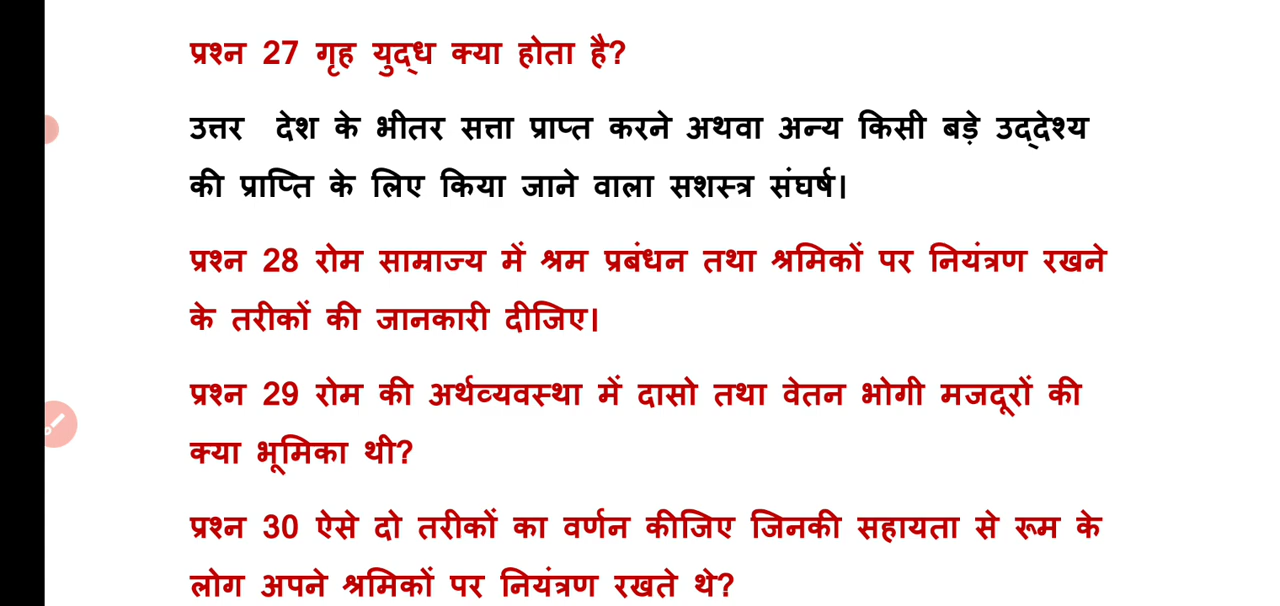 प्रश्न 27 गृह युद्ध क्या होता है?
उत्तर देश के भीतर सत्ता प्राप्त करने अथवा अन्य किसी बड़े उद्देश्य
की प्राप्ति के लिए किया जाने वाला सशस्त्र संघर्ष।
प्रश्न 28 रोम साम्राज्य में श्रम प्रबंधन तथा श्रमिकों पर नियंत्रण रखने
के तरीकों की जानकारी दीजिए।
प्रश्न 29 रोम की अर्थव्यवस्था में दासो तथा वेतन भोगी मजदूरों की
क्या भूमिका थी?
प्रश्न 30 ऐसे दो तरीकों का वर्णन कीजिए जिनकी सहायता से रूम के
लोग अपने श्रमिकों पर नियंत्रण रखते थे?